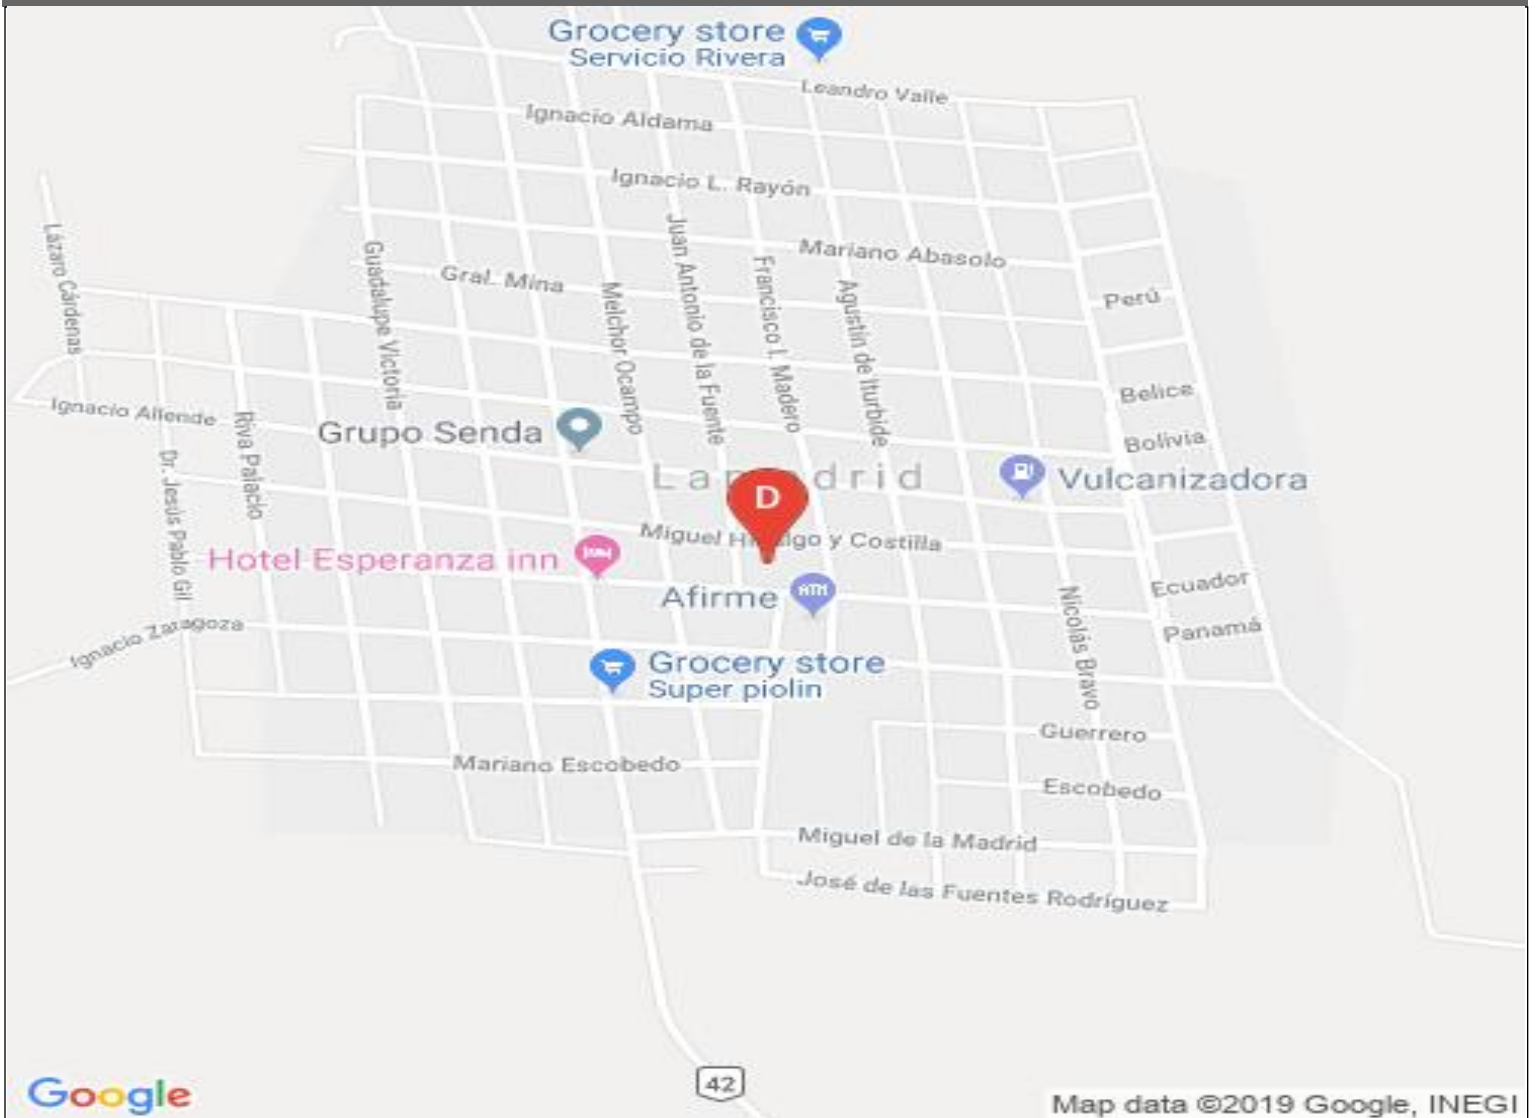 Grocery store
Servicio Rivera
Leandro Valle
Ignacio Aldama
Ignacio L. Rayón
Mariano Abasolo
Gral. Mina
Lázaro Cárdenas
Guadalupe Victoria
Melchor Ocampo
Juan Antonio de la Fuente
Francisco I. Madero
Agustín de Iturbide
Perú
Belice
Bolivia
Ignacio Allende
Riva Palacio
Dr. Jesús Pablo Gil
Grupo Senda
Vulcanizadora
D
Hotel Esperanza inn
Afirme
ATM
Ecuador
Panamá
Nicolás Bravo
Ignacio Zaragoza
Grocery store
Super piolin
Guerrero
Mariano Escobedo
Escobedo
Miguel de la Madrid
José de las Fuentes Rodríguez
42
Google
Map data ©2019 Google, INEGI